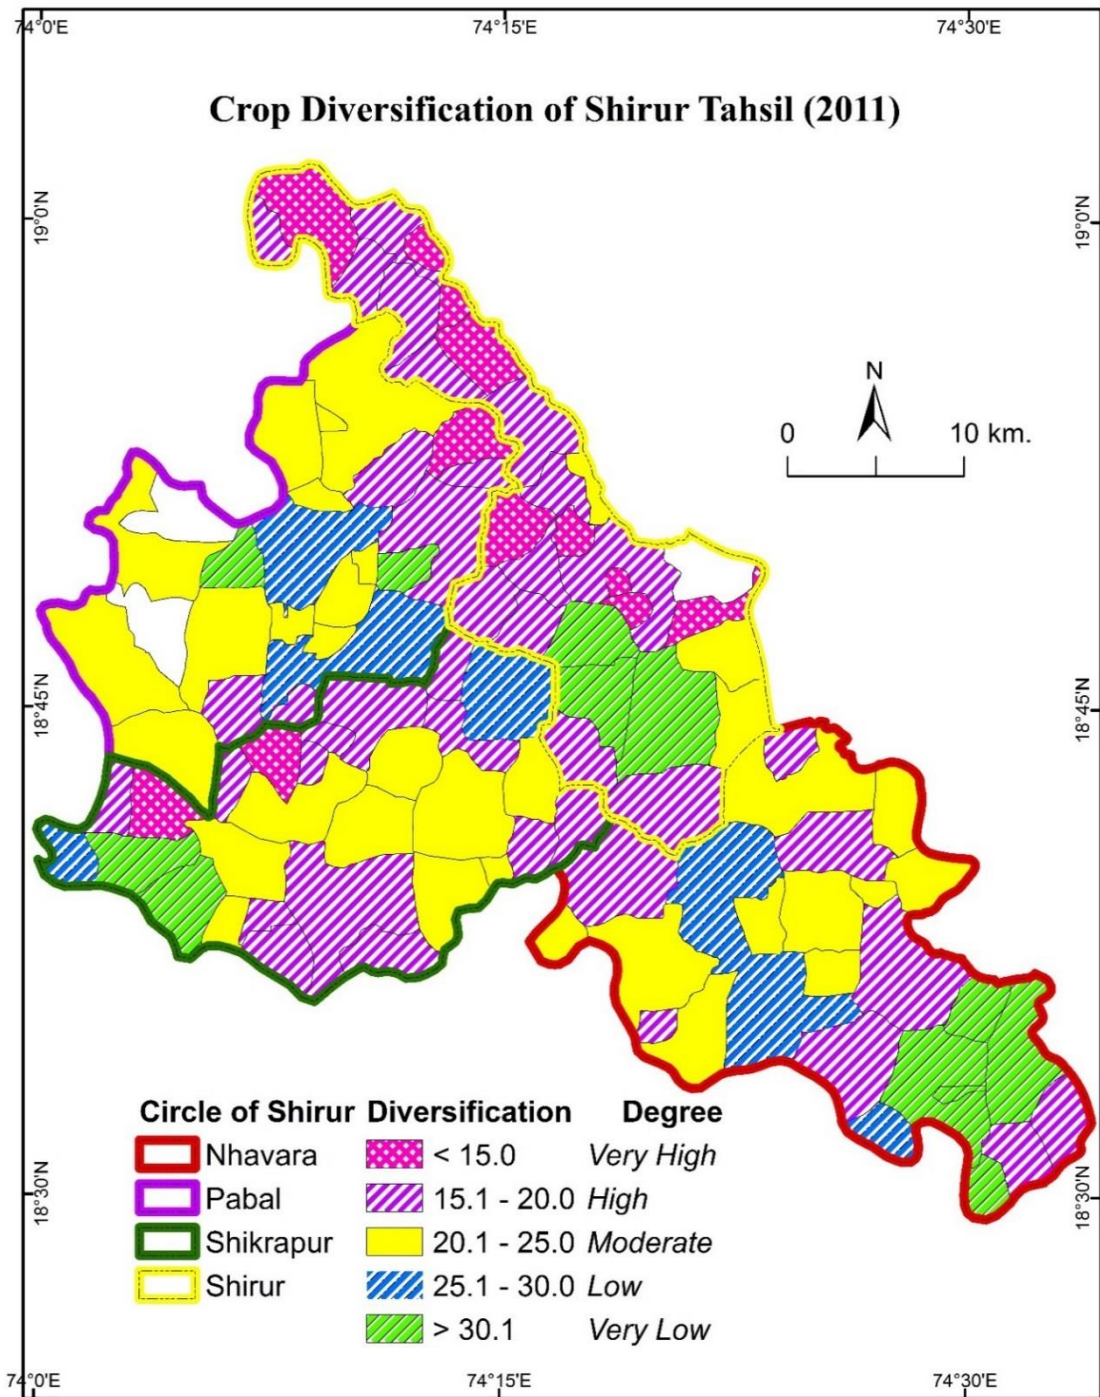 74°0'E 74°15'E 74°30'E
Crop Diversification of Shirur Tahsil (2011)
19°0'N 19°0'N
N
0 10 km.
18°45'N 18°45'N
Circle of Shirur Diversification Degree
Nhavara < 15.0 Very High
Pabal 15.1 - 20.0 High
Shikrapur 20.1 - 25.0 Moderate
Shirur 25.1 - 30.0 Low
> 30.1 Very Low
18°30'N 18°30'N
74°0'E 74°15'E 74°30'E